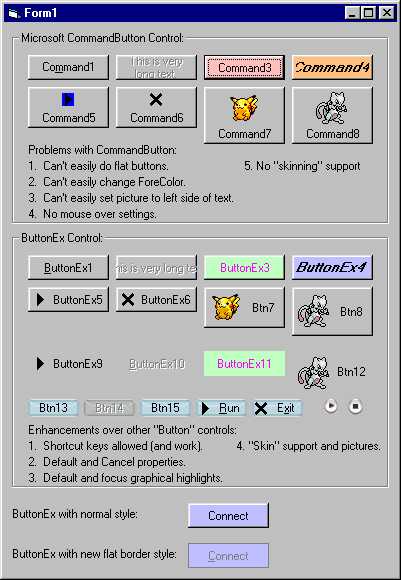 Form1
Microsoft CommandButton Control:
Command1
This is very
long text
Command3
Command4
Command5
Command6
Command7
Command8
Problems with CommandButton:
1. Can't easily do flat buttons.
5. No "skinning" support
2. Can't easily change ForeColor.
3. Can't easily set picture to left side of text.
4. No mouse over settings.
ButtonEx Control:
ButtonEx1
his is very long te
ButtonEx3
ButtonEx4
ButtonEx5
ButtonEx6
Btn7
Btn8
ButtonEx9
ButtonEx10
ButtonEx11
Btn12
Btn13
Btn14
Btn15
Run
Exit
Enhancements over other "Button" controls:
1. Shortcut keys allowed (and work).
4. "Skin" support and pictures.
2. Default and Cancel properties.
3. Default and focus graphical highlights.
ButtonEx with normal style:
Connect
ButtonEx with new flat border style:
Connect